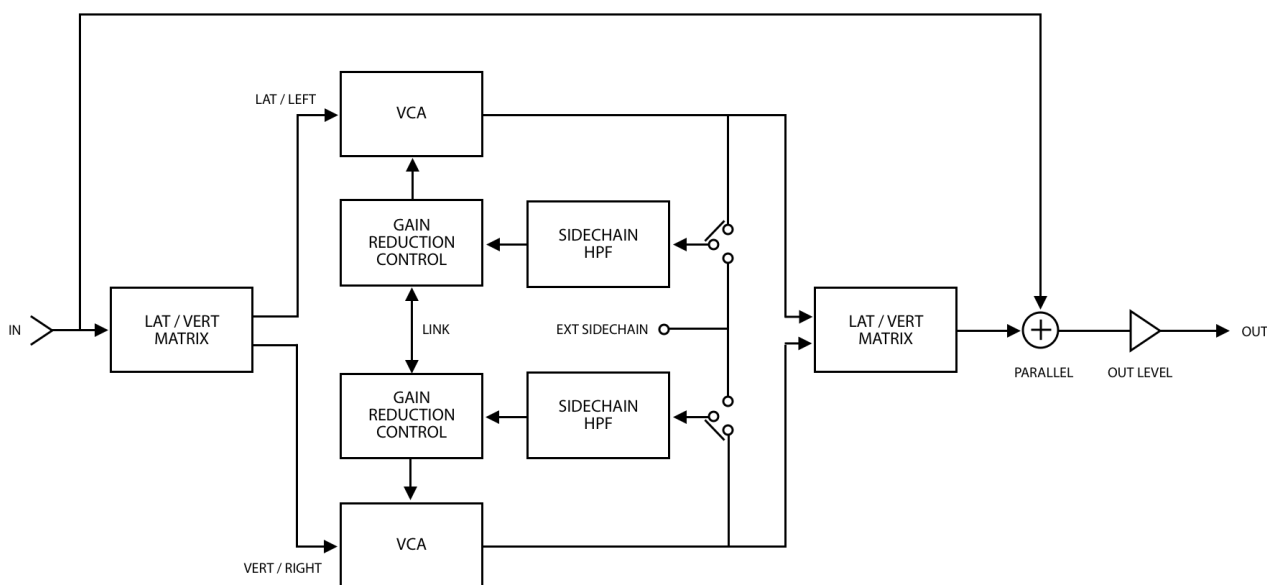 LAT / LEFT
VCA
GAIN
REDUCTION
CONTROL
SIDECHAIN
HPF
IN
LAT / VERT
MATRIX
LINK
EXT SIDECHAIN
LAT / VERT
MATRIX
OUT
PARALLEL
OUT LEVEL
GAIN
REDUCTION
CONTROL
SIDECHAIN
HPF
VCA
VERT / RIGHT